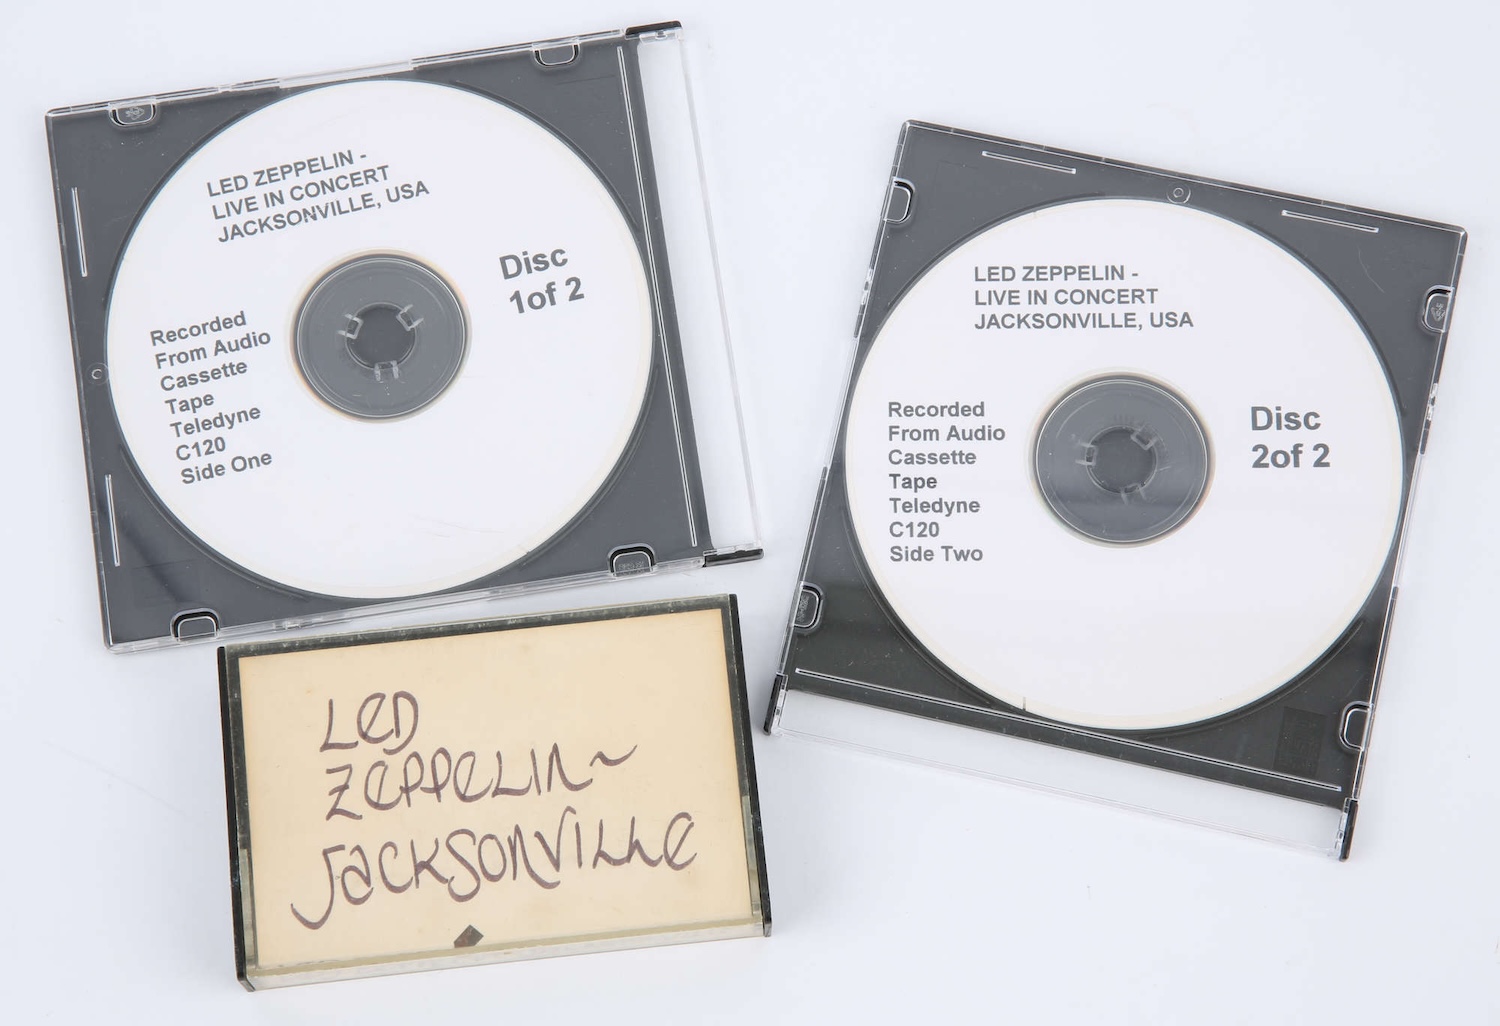 LED ZEPPELIN -
LIVE IN CONCERT
JACKSONVILLE, USA
Disc
1of 2
Recorded
From Audio
Cassette
Tape
Teledyne
C120
Side One
LED ZEPPELIN -
LIVE IN CONCERT
JACKSONVILLE, USA
Recorded
From Audio
Cassette
Tape
Teledyne
C120
Side Two
Disc
2of 2
LED
ZEPPELIN~
JACKSONVILLE